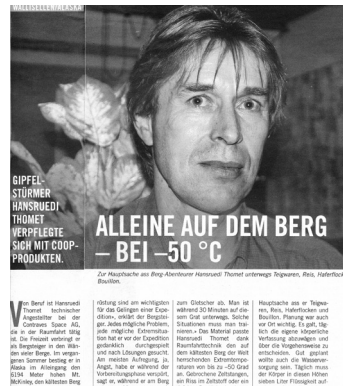 WALLISELLEN/ALASKA
GIPFEL-
STÜRMER
HANSRUEDI
THOMET
VERPFLEGTE
SICH MIT COOP-
PRODUKTEN.
ALLEINE AUF DEM BERG
– BEI –50 °C
Zur Hauptsache ass Berg-Abenteurer Hansruedi Thomet unterwegs Teigwaren, Reis, Haferflock
Bouillon.
Von Beruf ist Hansruedi
Thomet technischer
Angestellter bei der
Contraves Space AG,
die in der Raumfahrt tätig
ist. Die Freizeit verbringt er
als Bergsteiger in den Wän-
den vieler Berge. Im vergan-
genen Sommer bestieg er in
Alaska im Alleingang den
6194 Meter hohen Mt.
McKinley, den kältesten Berg
rüstung sind am wichtigsten
für das Gelingen einer Expe-
dition», erklärt der Bergstei-
ger. Jedes mögliche Problem,
jede mögliche Extremsitua-
tion hat er vor der Expedition
gedanklich durchgespielt
und nach Lösungen gesucht.
Am meisten Aufregung, ja,
Angst, habe er während der
Vorbereitungsphase verspürt,
sagt er, während er am Berg
zum Gletscher ab. Man ist
während 30 Minuten auf die-
sem Grat unterwegs. Solche
Situationen muss man trai-
nieren.» Das Material passte
Hansruedi Thomet dank
Raumfahrttechniken den auf
dem kältesten Berg der Welt
herrschenden Extremtempe-
raturen von bis zu –50 Grad
an. Gebrochene Zeltstangen,
ein Riss im Zeltstoff oder ein
Hauptsache ass er Teigwa-
ren, Reis, Haferflocken und
Bouillon. Planung war auch
vor Ort wichtig. Es galt, täg-
lich die eigene körperliche
Verfassung abzuwägen und
über die Vorgehensweise zu
entscheiden. Gut geplant
wollte auch die Wasserver-
sorgung sein. Täglich muss
der Körper in diesen Höhen
sieben Liter Flüssigkeit auf-